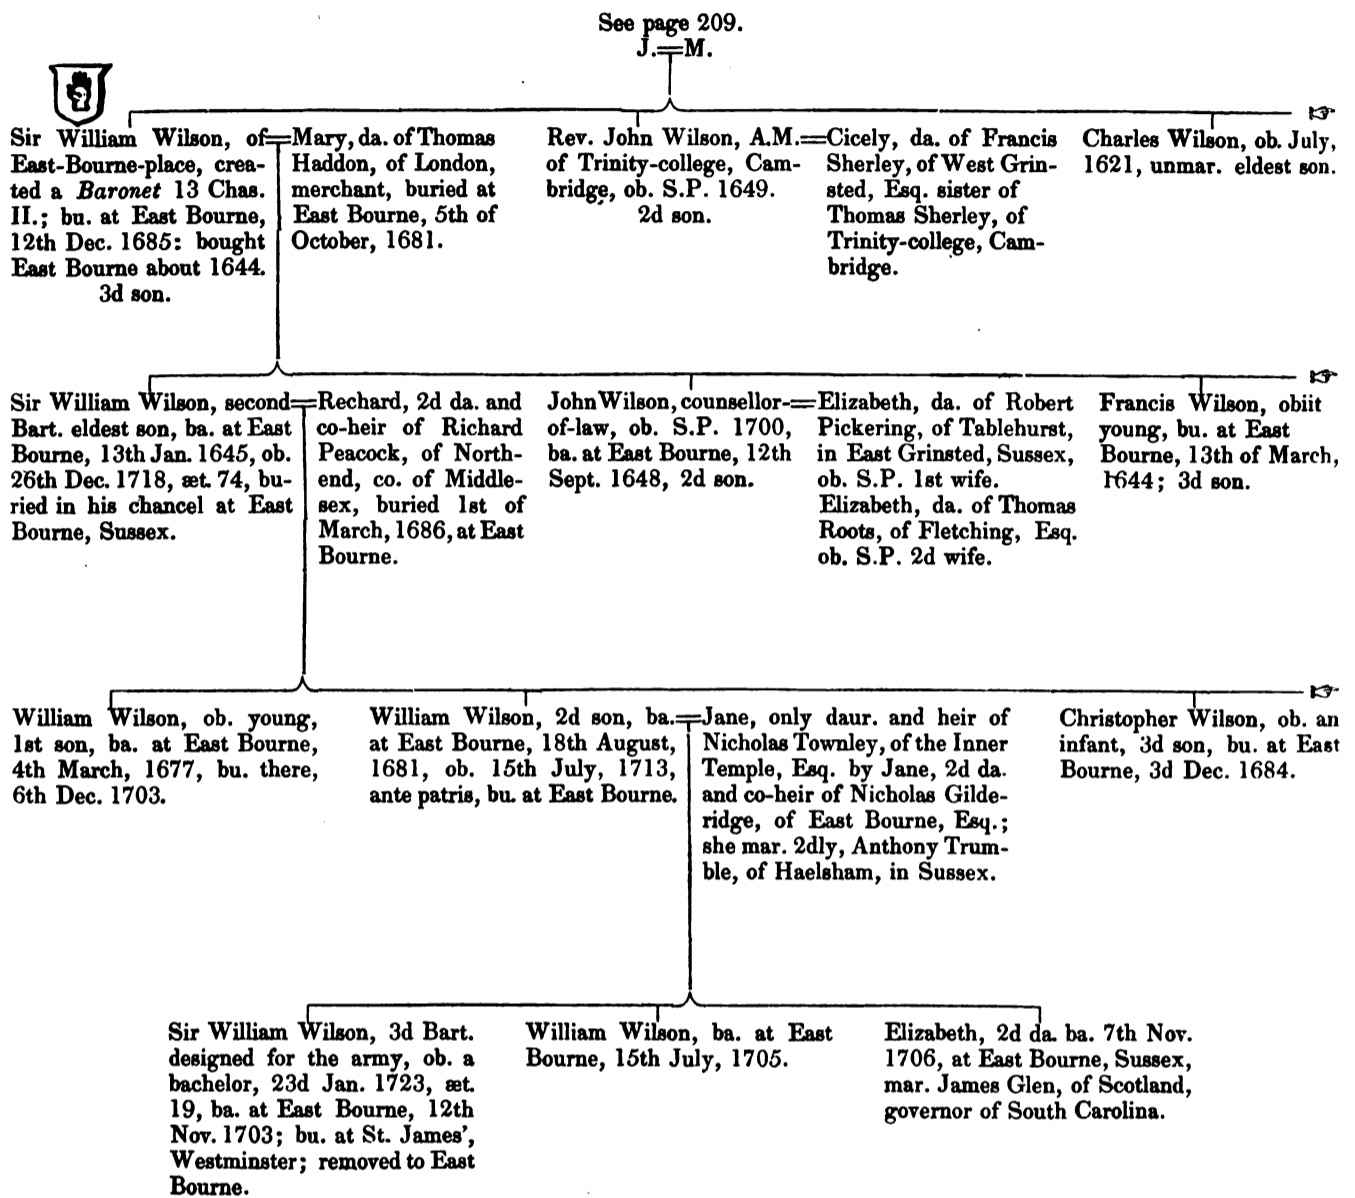 See page 209.
J.=M.
Sir William Wilson, of
East-Bourne-place, crea-
ted a Baronet 13 Chas.
II.; bu. at East Bourne,
12th Dec. 1685: bought
East Bourne about 1644.
3d son.
Mary, da. of Thomas
Haddon, of London,
merchant, buried at
East Bourne, 5th of
October, 1681.
Rev. John Wilson, A.M.
of Trinity-college, Cam-
bridge, ob. S.P. 1649.
2d son.
Cicely, da. of Francis
Sherley, of West Grin-
sted, Esq. sister of
Thomas Sherley, of
Trinity-college, Cam-
bridge.
Charles Wilson, ob. July,
1621, unmar. eldest son.
Sir William Wilson, second
Bart. eldest son, ba. at East
Bourne, 13th Jan. 1645, ob.
26th Dec. 1718, æt. 74, bu-
ried in his chancel at East
Bourne, Sussex.
Rechard, 2d da. and
co-heir of Richard
Peacock, of North-
end, co. of Middle-
sex, buried 1st of
March, 1686, at East
Bourne.
John Wilson, counsellor-
of-law, ob. S.P. 1700,
ba. at East Bourne, 12th
Sept. 1648, 2d son.
Elizabeth, da. of Robert
Pickering, of Tablehurst,
in East Grinsted, Sussex,
ob. S.P. 1st wife.
Elizabeth, da. of Thomas
Roots, of Fletching, Esq.
ob. S.P. 2d wife.
Francis Wilson, obiit
young, bu. at East
Bourne, 13th of March,
1644; 3d son.
William Wilson, ob. young,
1st son, ba. at East Bourne,
4th March, 1677, bu. there,
6th Dec. 1703.
William Wilson, 2d son, ba.
at East Bourne, 18th August,
1681, ob. 15th July, 1713,
ante patris, bu. at East Bourne.
Jane, only daur. and heir of
Nicholas Townley, of the Inner
Temple, Esq. by Jane, 2d da.
and co-heir of Nicholas Gilde-
ridge, of East Bourne, Esq.;
she mar. 2dly, Anthony Trum-
ble, of Haelsham, in Sussex.
Christopher Wilson, ob. an
infant, 3d son, bu. at East
Bourne, 3d Dec. 1684.
Sir William Wilson, 3d Bart.
designed for the army, ob. a
bachelor, 23d Jan. 1723, æt.
19, ba. at East Bourne, 12th
Nov. 1703; bu. at St. James',
Westminster; removed to East
Bourne.
William Wilson, ba. at East
Bourne, 15th July, 1705.
Elizabeth, 2d da. ba. 7th Nov.
1706, at East Bourne, Sussex,
mar. James Glen, of Scotland,
governor of South Carolina.